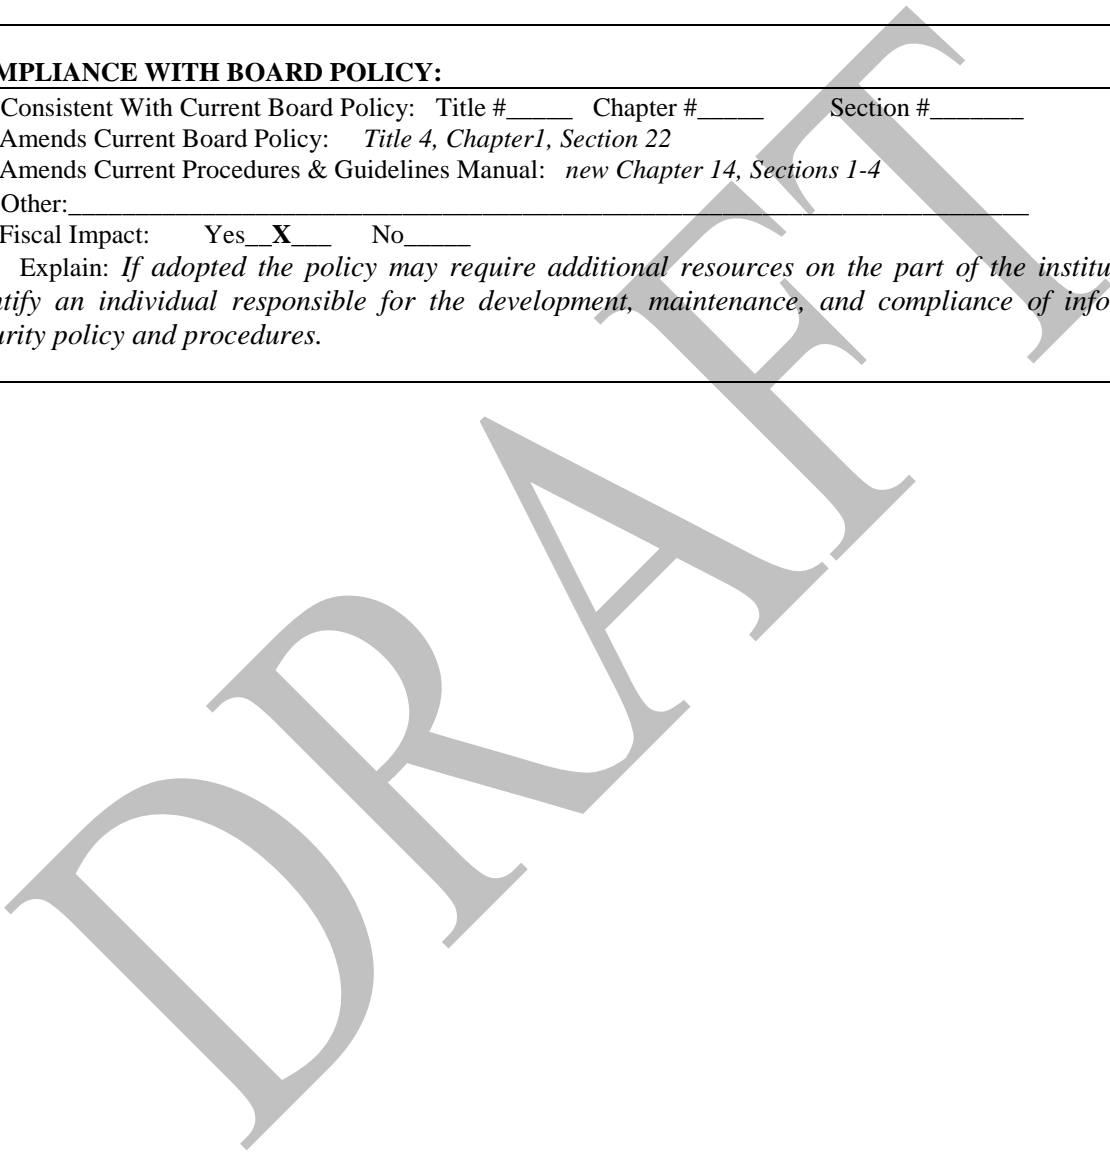 MPLIANCE WITH BOARD POLICY:
Consistent With Current Board Policy: Title #_____ Chapter #_____ Section #_______
Amends Current Board Policy: Title 4, Chapter1, Section 22
Amends Current Procedures & Guidelines Manual: new Chapter 14, Sections 1-4
Other:________________________________________________________________________
Fiscal Impact: Yes__X___ No_____
Explain: If adopted the policy may require additional resources on the part of the institu
ntify an individual responsible for the development, maintenance, and compliance of info
urity policy and procedures.
DRAFT